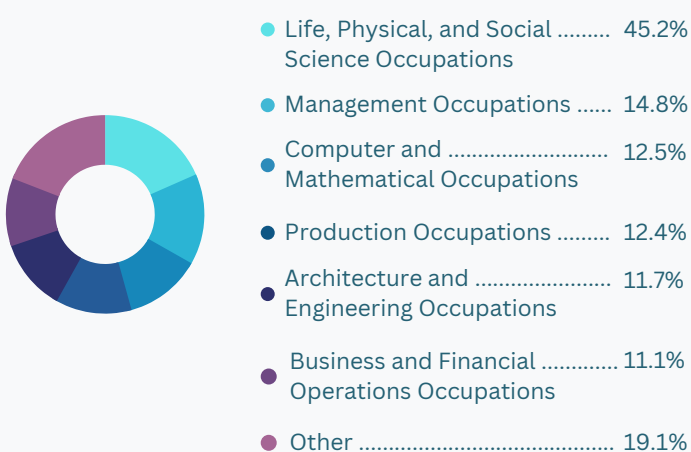 Life, Physical, and Social ......... 45.2%
Science Occupations
Management Occupations ...... 14.8%
Computer and ........................... 12.5%
Mathematical Occupations
Production Occupations ......... 12.4%
Architecture and ....................... 11.7%
Engineering Occupations
Business and Financial ............. 11.1%
Operations Occupations
Other ........................................... 19.1%